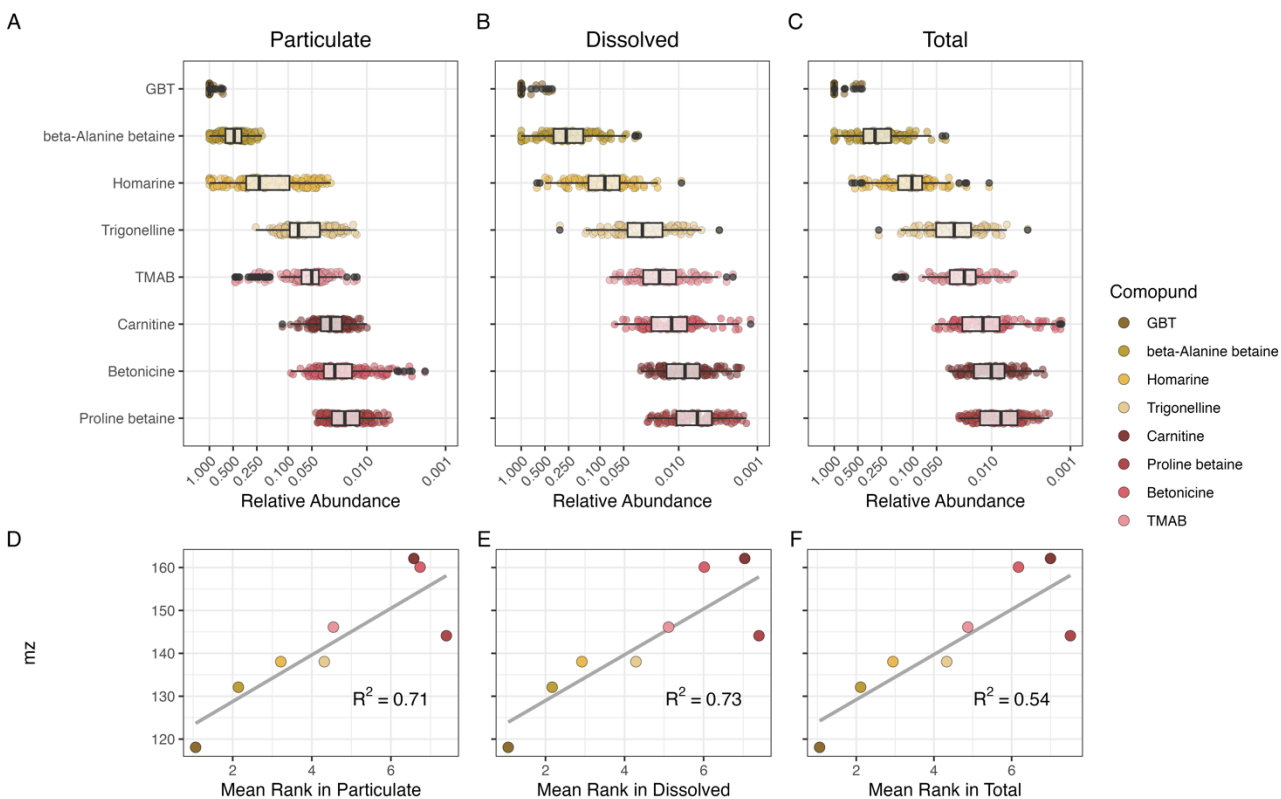 A
B
C
Particulate
Dissolved
Total
GBT
beta-Alanine betaine
Homarine
Trigonelline
TMAB
Carnitine
Betonicine
Proline betaine
1.000 0.500 0.250 0.100 0.050 0.010 0.001
1.000 0.500 0.250 0.100 0.050 0.010 0.001
1.000 0.500 0.250 0.100 0.050 0.010 0.001
Relative Abundance
Relative Abundance
Relative Abundance
Comopund
GBT
beta-Alanine betaine
Homarine
Trigonelline
Carnitine
Proline betaine
Betonicine
TMAB
D
E
F
mz
160
150
140
130
120
R² = 0.71
R² = 0.73
R² = 0.54
2 4 6
2 4 6
2 4 6
Mean Rank in Particulate
Mean Rank in Dissolved
Mean Rank in Total